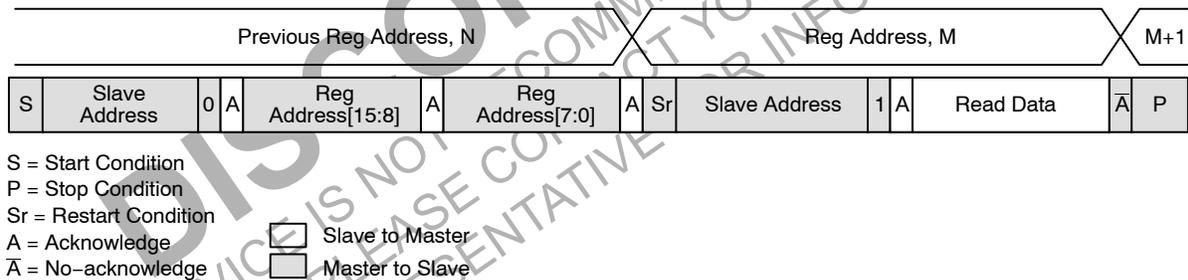 Previous Reg Address, N Reg Address, M M+1
S Slave Address 0 A Reg Address[15:8] A Reg Address[7:0] A Sr Slave Address 1 A Read Data A̅ P
S = Start Condition
P = Stop Condition
Sr = Restart Condition
A = Acknowledge
A̅ = No−acknowledge
Slave to Master
Master to Slave